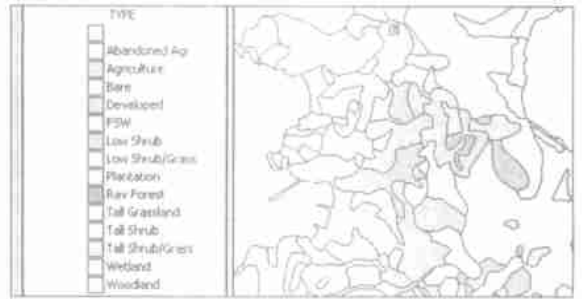 TYPE
Abandoned Ag
Agriculture
Bare
Developed
PSW
Low Shrub
Low Shrub/Grass
Plantation
Rav Forest
Tall Grassland
Tall Shrub
Tall Shrub/Grass
Wetland
Woodland